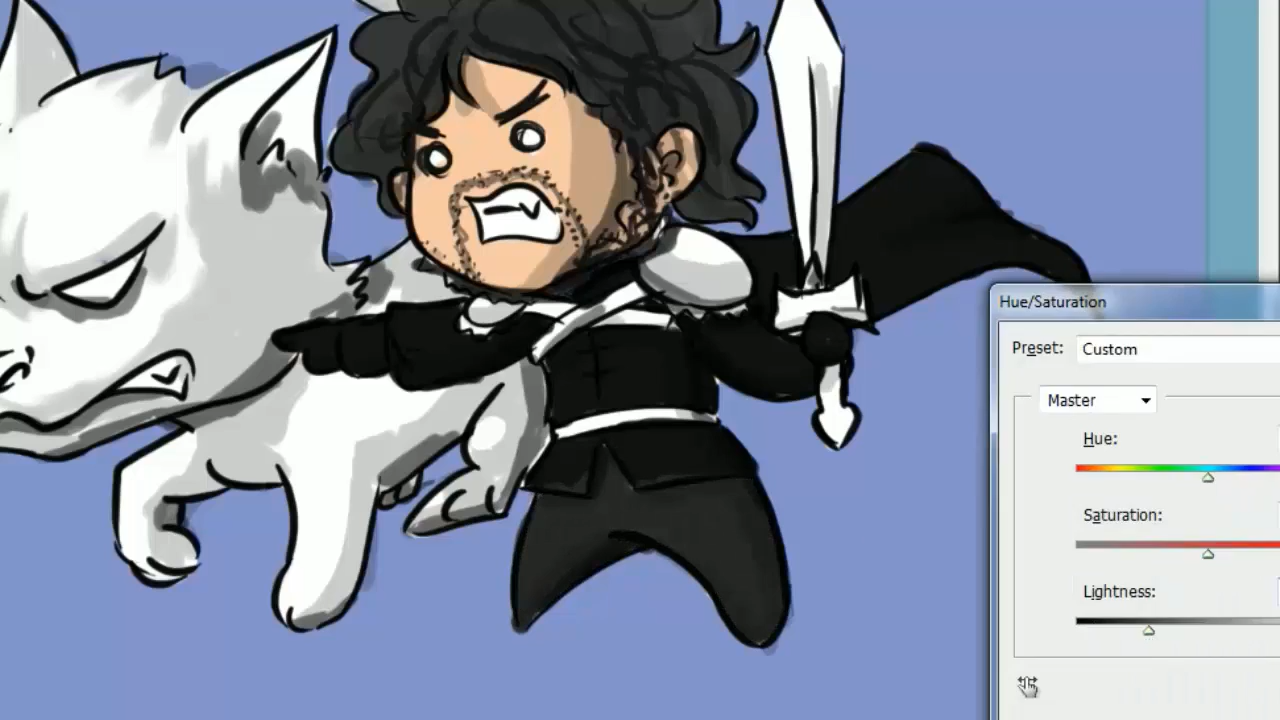 Hue/Saturation
Preset: Custom
Master
Hue:
Saturation:
Lightness: